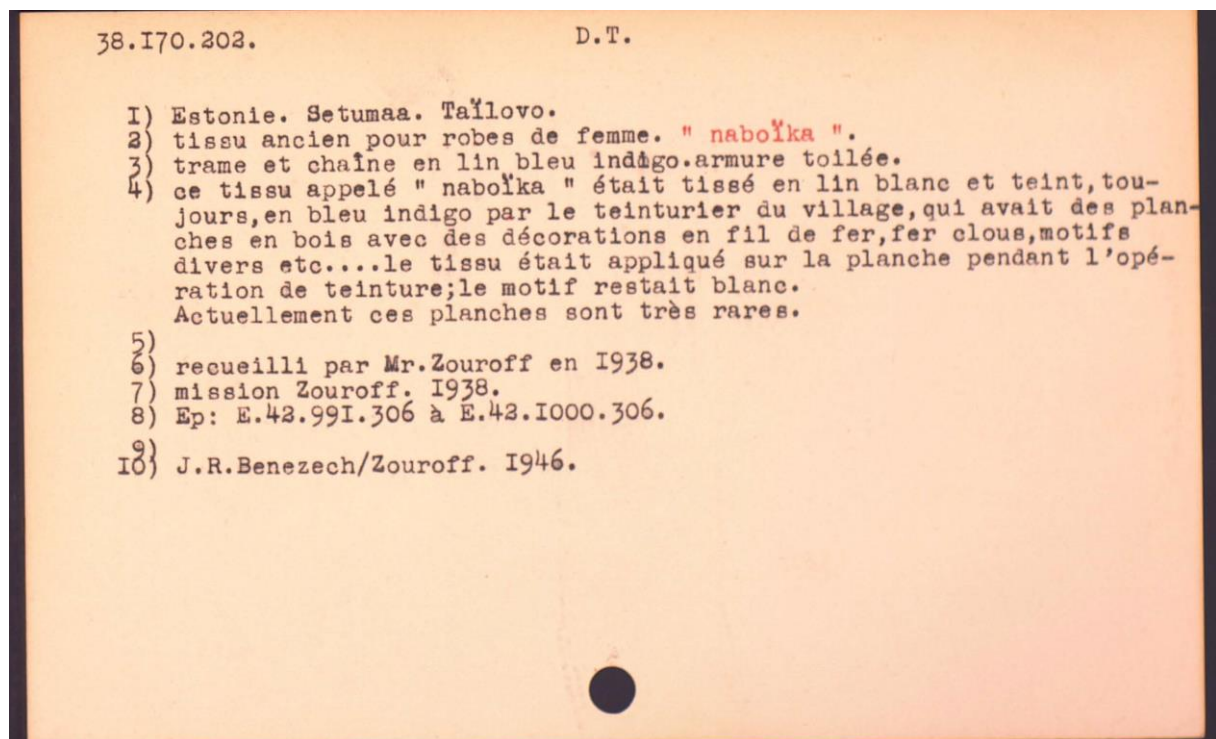 38.I70.202. D.T.
I) Estonie. Setumaa. Taïlovo.
2) tissu ancien pour robes de femme. " naboïka ".
3) trame et chaîne en lin bleu indigo.armure toilée.
4) ce tissu appelé " naboïka " était tissé en lin blanc et teint,tou-
jours,en bleu indigo par le teinturier du village,qui avait des plan-
ches en bois avec des décorations en fil de fer,fer clous,motifs
divers etc....le tissu était appliqué sur la planche pendant l'opé-
ration de teinture;le motif restait blanc.
Actuellement ces planches sont très rares.
5)
6) recueilli par Mr.Zouroff en I938.
7) mission Zouroff. I938.
8) Ep: E.42.99I.306 à E.42.I000.306.
9)
I0) J.R.Benezech/Zouroff. I946.